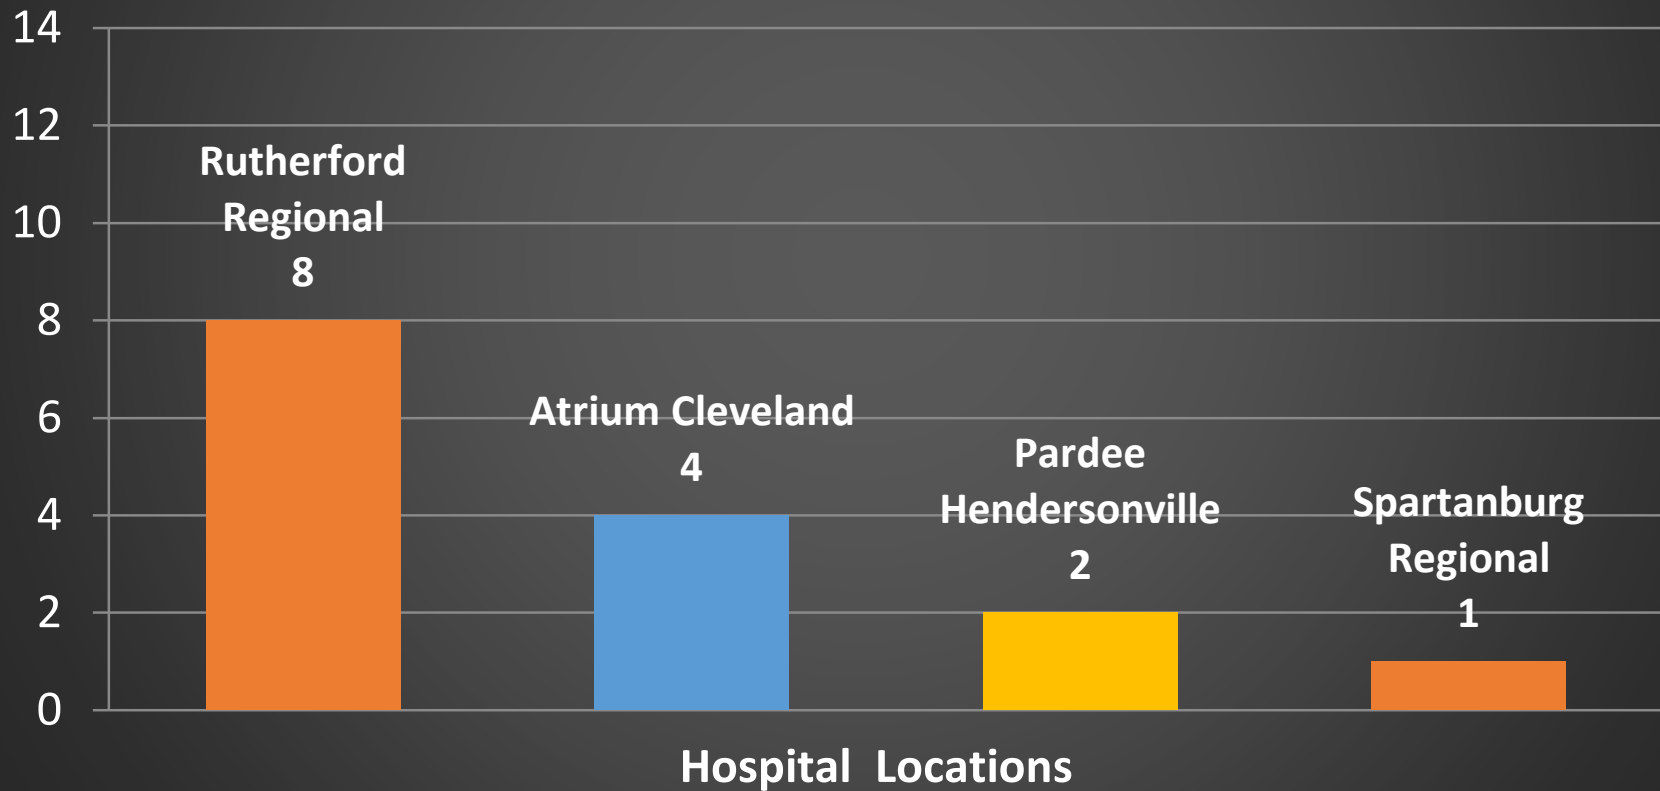 14
12
10
8
6
4
2
0
Rutherford
Regional
8
Atrium Cleveland
4
Pardee
Hendersonville
2
Spartanburg
Regional
1
Hospital Locations